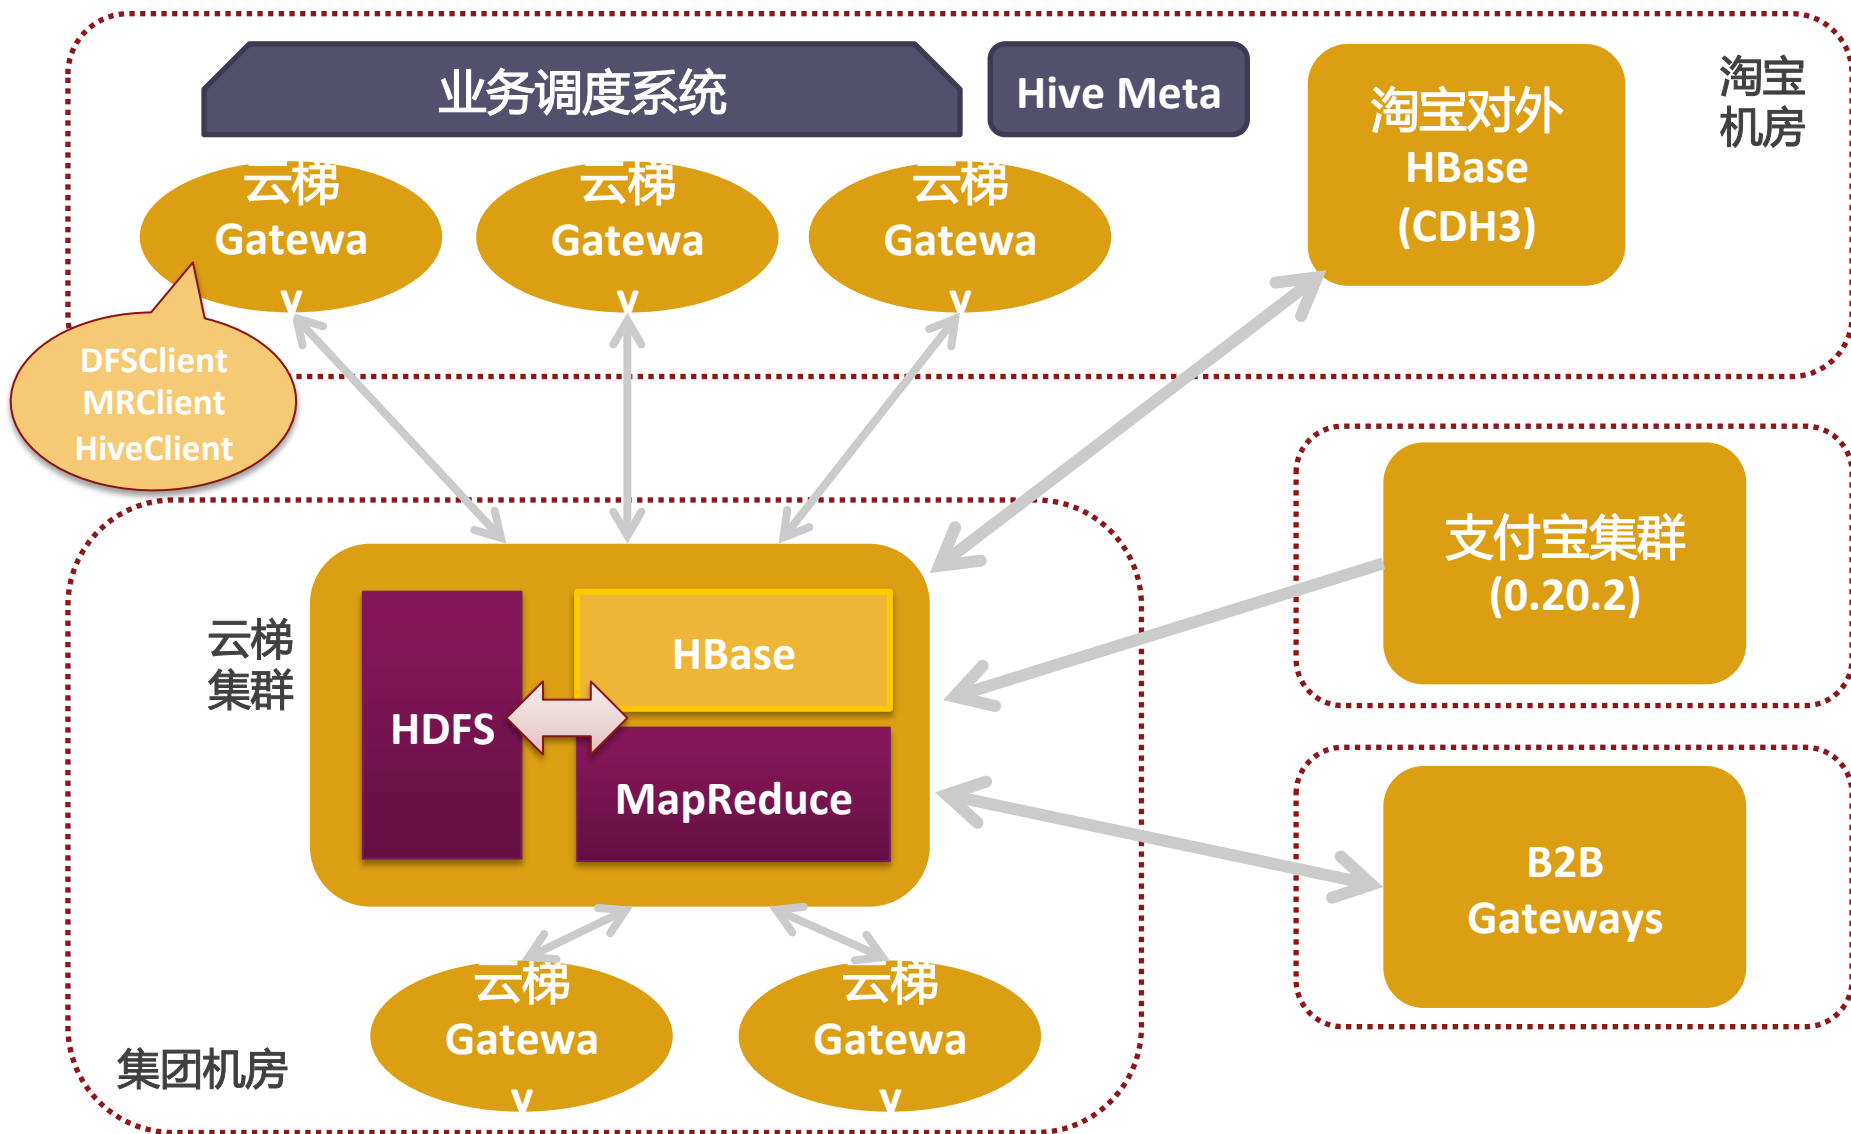 业务调度系统
Hive Meta
淘宝对外
HBase
(CDH3)
淘宝
机房
云梯
Gatewa
y
云梯
Gatewa
y
云梯
Gatewa
y
DFSClient
MRClient
HiveClient
云梯
集群
HDFS
HBase
MapReduce
支付宝集群
(0.20.2)
B2B
Gateways
云梯
Gatewa
y
云梯
Gatewa
y
集团机房